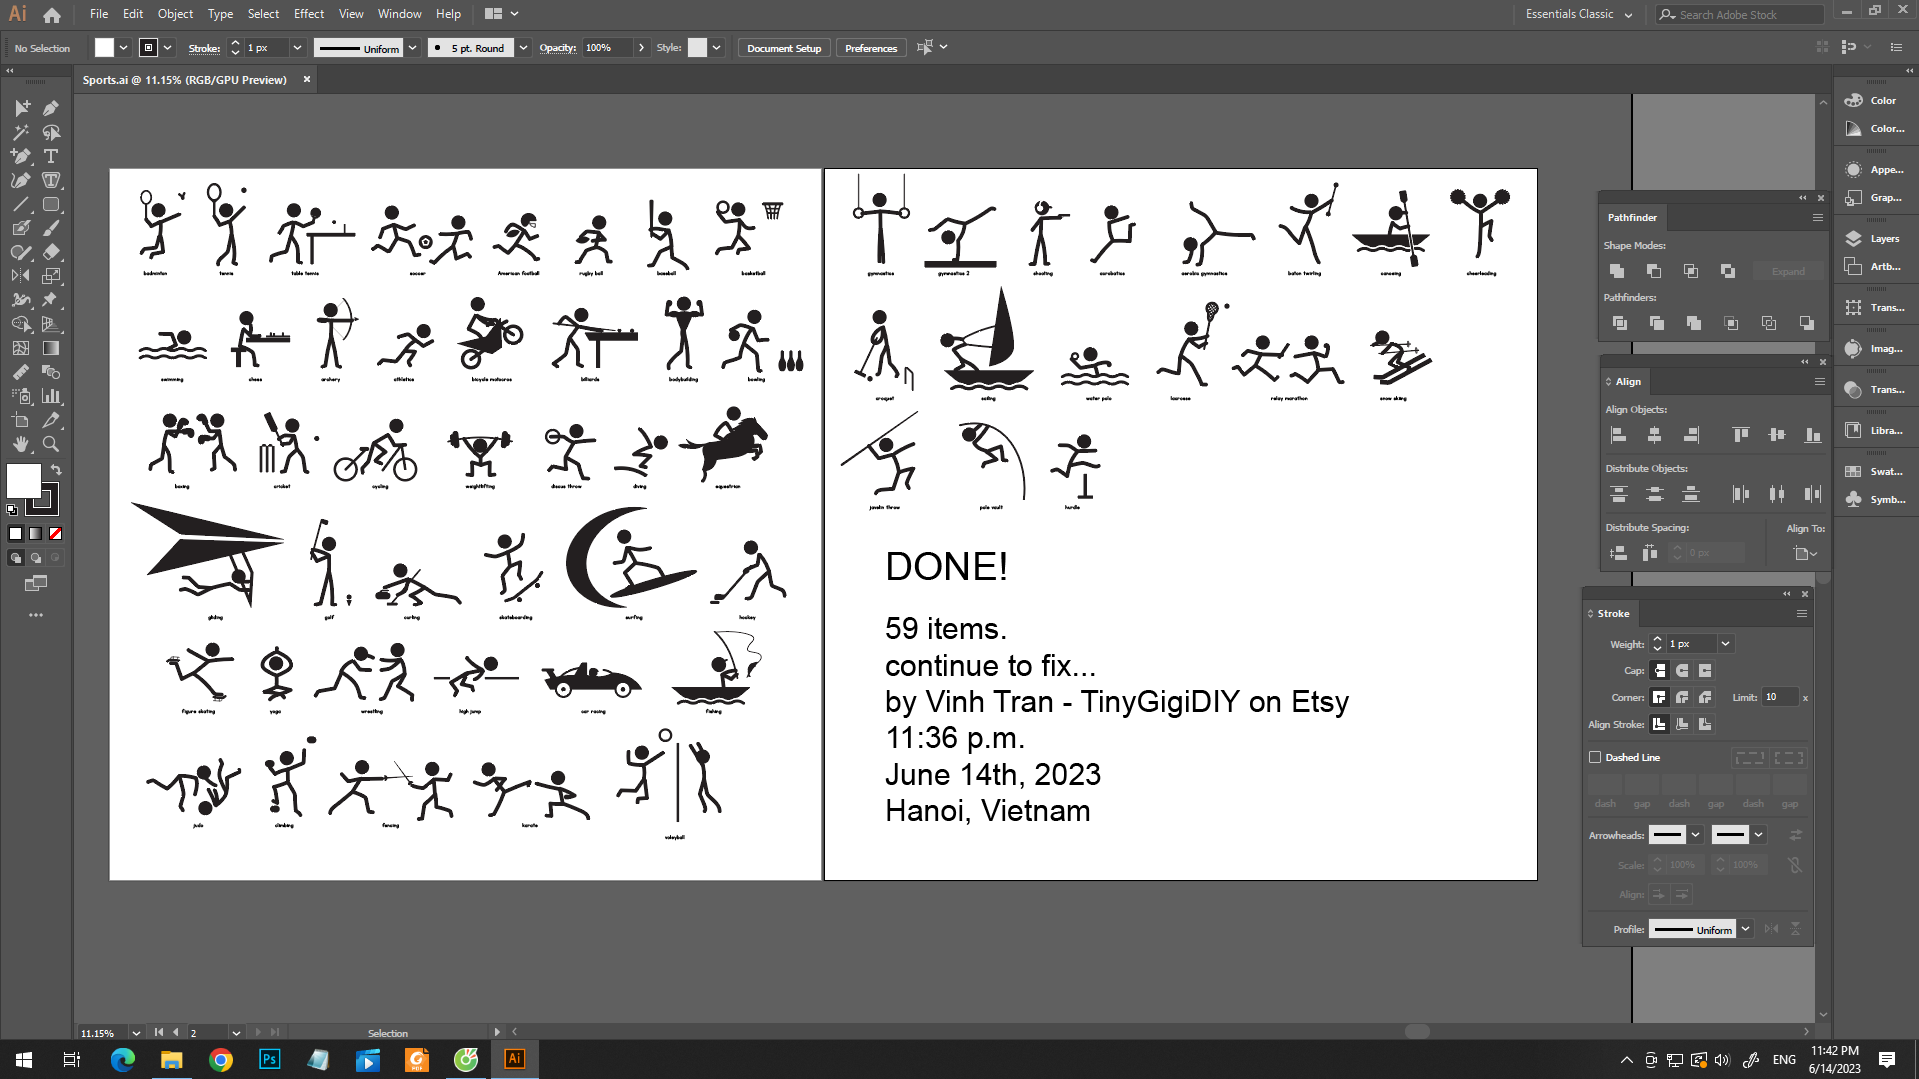 Ai File Edit Object Type Select Effect View Window Help Essentials Classic Search Adobe Stock
No Selection Stroke: 1 px Uniform 5 pt. Round Opacity: 100% Style: Document Setup Preferences
Sports.ai @ 11.15% (RGB/GPU Preview)
badminton tennis table tennis soccer American football rugby ball baseball basketball
swimming chess archery athletics bicycle motocros billiards bodybuilding bowling
boxing cricket cycling weightlifting discus throw diving equestrian
gliding golf curling skateboarding surfing hockey
figure skating yoga wrestling high jump car racing fishing
judo climbing fencing karate voleyball
gymnastics gymnastics 2 shooting acrobatics aerobic gymnastics baton twirling canoeing cheerleading
croquet sailing water polo lacrosse relay marathon snow skiing
javelin throw pole vault hurdle
DONE!
59 items.
continue to fix...
by Vinh Tran - TinyGigiDIY on Etsy
11:36 p.m.
June 14th, 2023
Hanoi, Vietnam
Pathfinder
Shape Modes:
Expand
Pathfinders:
Align
Align Objects:
Distribute Objects:
Distribute Spacing: Align To:
0 px
Stroke
Weight: 1 px
Cap:
Corner: Limit: 10 x
Align Stroke:
Dashed Line
dash gap dash gap dash gap
Arrowheads:
Scale: 100% 100%
Align:
Profile: Uniform
Color
Color...
Appe...
Grap...
Layers
Artb...
Trans...
Imag...
Trans...
Libra...
Swat...
Symb...
11.15% 2 Selection
Ps PDF Ai ENG 11:42 PM
6/14/2023